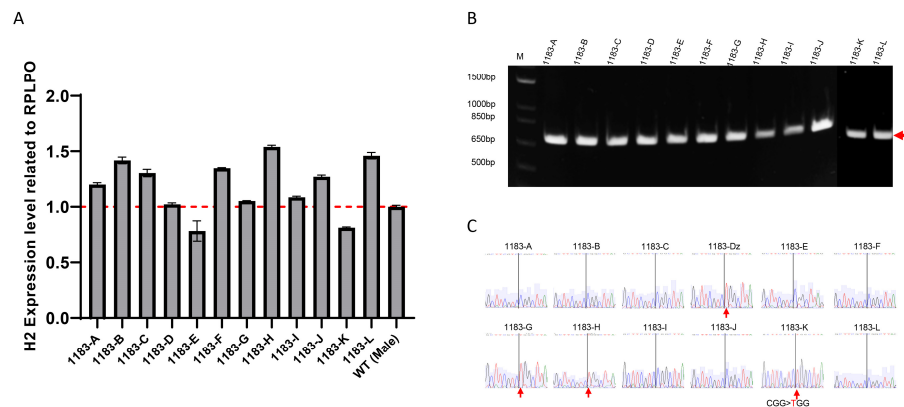 A
H2 Expression level related to RPLPO
2.0
1.5
1.0
0.5
0.0
1183-A
1183-B
1183-C
1183-D
1183-E
1183-F
1183-G
1183-H
1183-I
1183-J
1183-K
1183-L
WT (Male)
B
M
1183-A
1183-B
1183-C
1183-D
1183-E
1183-F
1183-G
1183-H
1183-I
1183-J
1183-K
1183-L
1500bp
1000bp
850bp
650bp
500bp
C
1183-A
1183-B
1183-C
1183-Dz
1183-E
1183-F
1183-G
1183-H
1183-I
1183-J
1183-K
1183-L
CGG>TGG